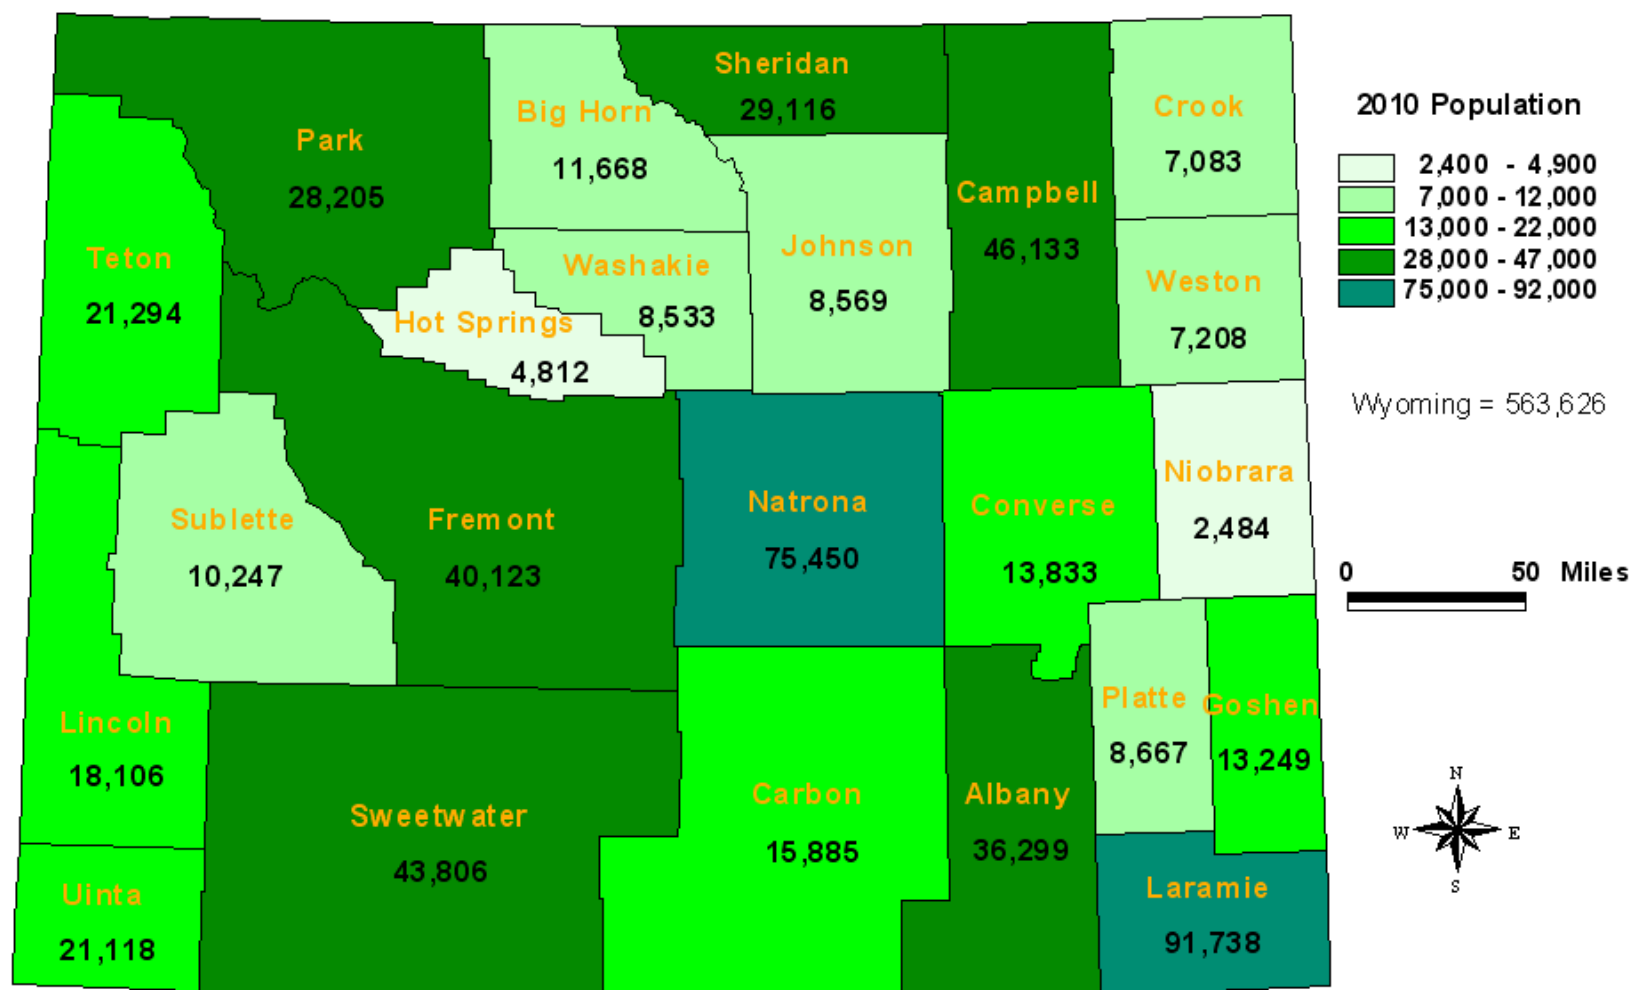 Sheridan
29,116
Big Horn
11,668
Park
28,205
Crook
7,083
Campbell
46,133
Teton
21,294
Washakie
8,533
Johnson
8,569
Weston
7,208
Hot Springs
4,812
Niobrara
2,484
Sublette
10,247
Fremont
40,123
Natrona
75,450
Converse
13,833
Lincoln
18,106
Platte
8,667
Goshen
13,249
Sweetwater
43,806
Carbon
15,885
Albany
36,299
Uinta
21,118
Laramie
91,738
2010 Population
2,400 - 4,900
7,000 - 12,000
13,000 - 22,000
28,000 - 47,000
75,000 - 92,000
Wyoming = 563,626
0 50 Miles
N
W E
S